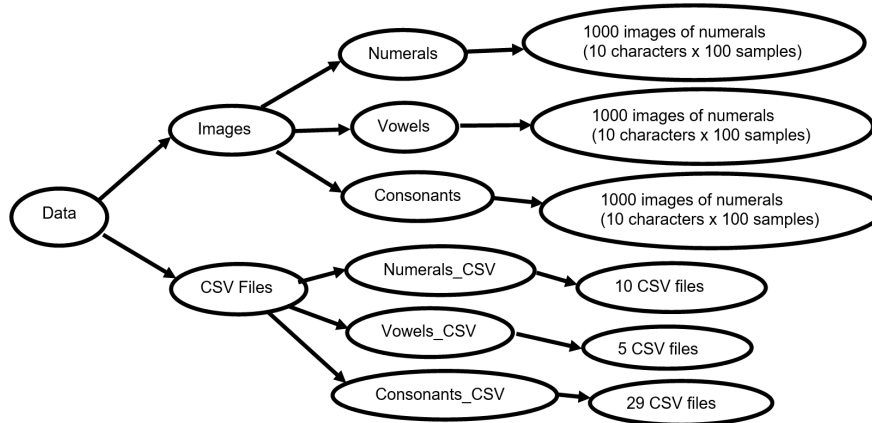 Data
Images
Numerals
1000 images of numerals
(10 characters x 100 samples)
Vowels
1000 images of numerals
(10 characters x 100 samples)
Consonants
1000 images of numerals
(10 characters x 100 samples)
CSV Files
Numerals_CSV
10 CSV files
Vowels_CSV
5 CSV files
Consonants_CSV
29 CSV files